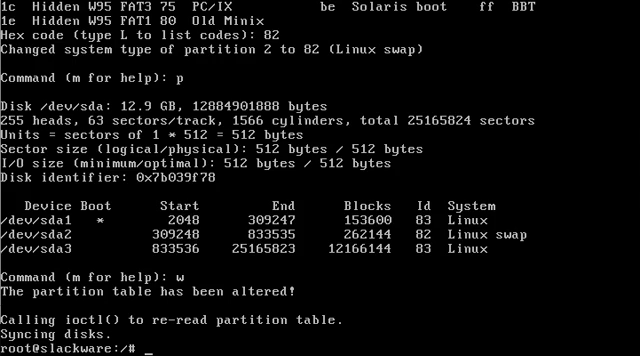 1c  Hidden W95 FAT3 75  PC/IX           be  Solaris boot    ff  BBT
1e  Hidden W95 FAT1 80  Old Minix
Hex code (type L to list codes): 82
Changed system type of partition 2 to 82 (Linux swap)
Command (m for help): p
Disk /dev/sda: 12.9 GB, 12884901888 bytes
255 heads, 63 sectors/track, 1566 cylinders, total 25165824 sectors
Units = sectors of 1 * 512 = 512 bytes
Sector size (logical/physical): 512 bytes / 512 bytes
I/O size (minimum/optimal): 512 bytes / 512 bytes
Disk identifier: 0x7b039f78
Device Boot      Start         End      Blocks   Id  System
/dev/sda1   *        2048      309247      153600   83  Linux
/dev/sda2          309248      833535      262144   82  Linux swap
/dev/sda3          833536    25165823    12166144   83  Linux
Command (m for help): w
The partition table has been altered!
Calling ioctl() to re-read partition table.
Syncing disks.
root@slackware:/# _